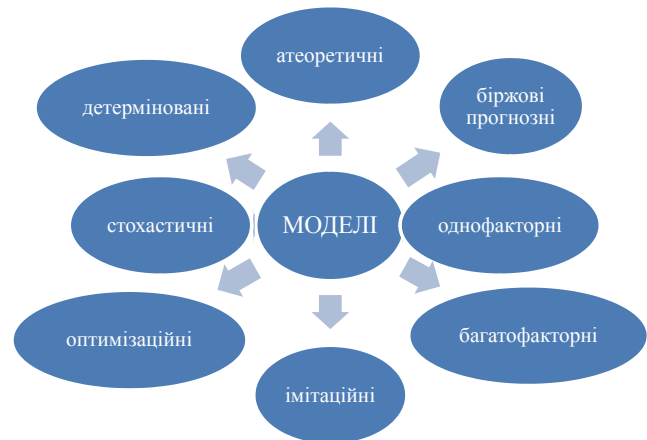 атеоретичні
біржові
прогнозні
детерміновані
стохастичні
МОДЕЛІ
однофакторні
оптимізаційні
багатофакторні
імітаційні